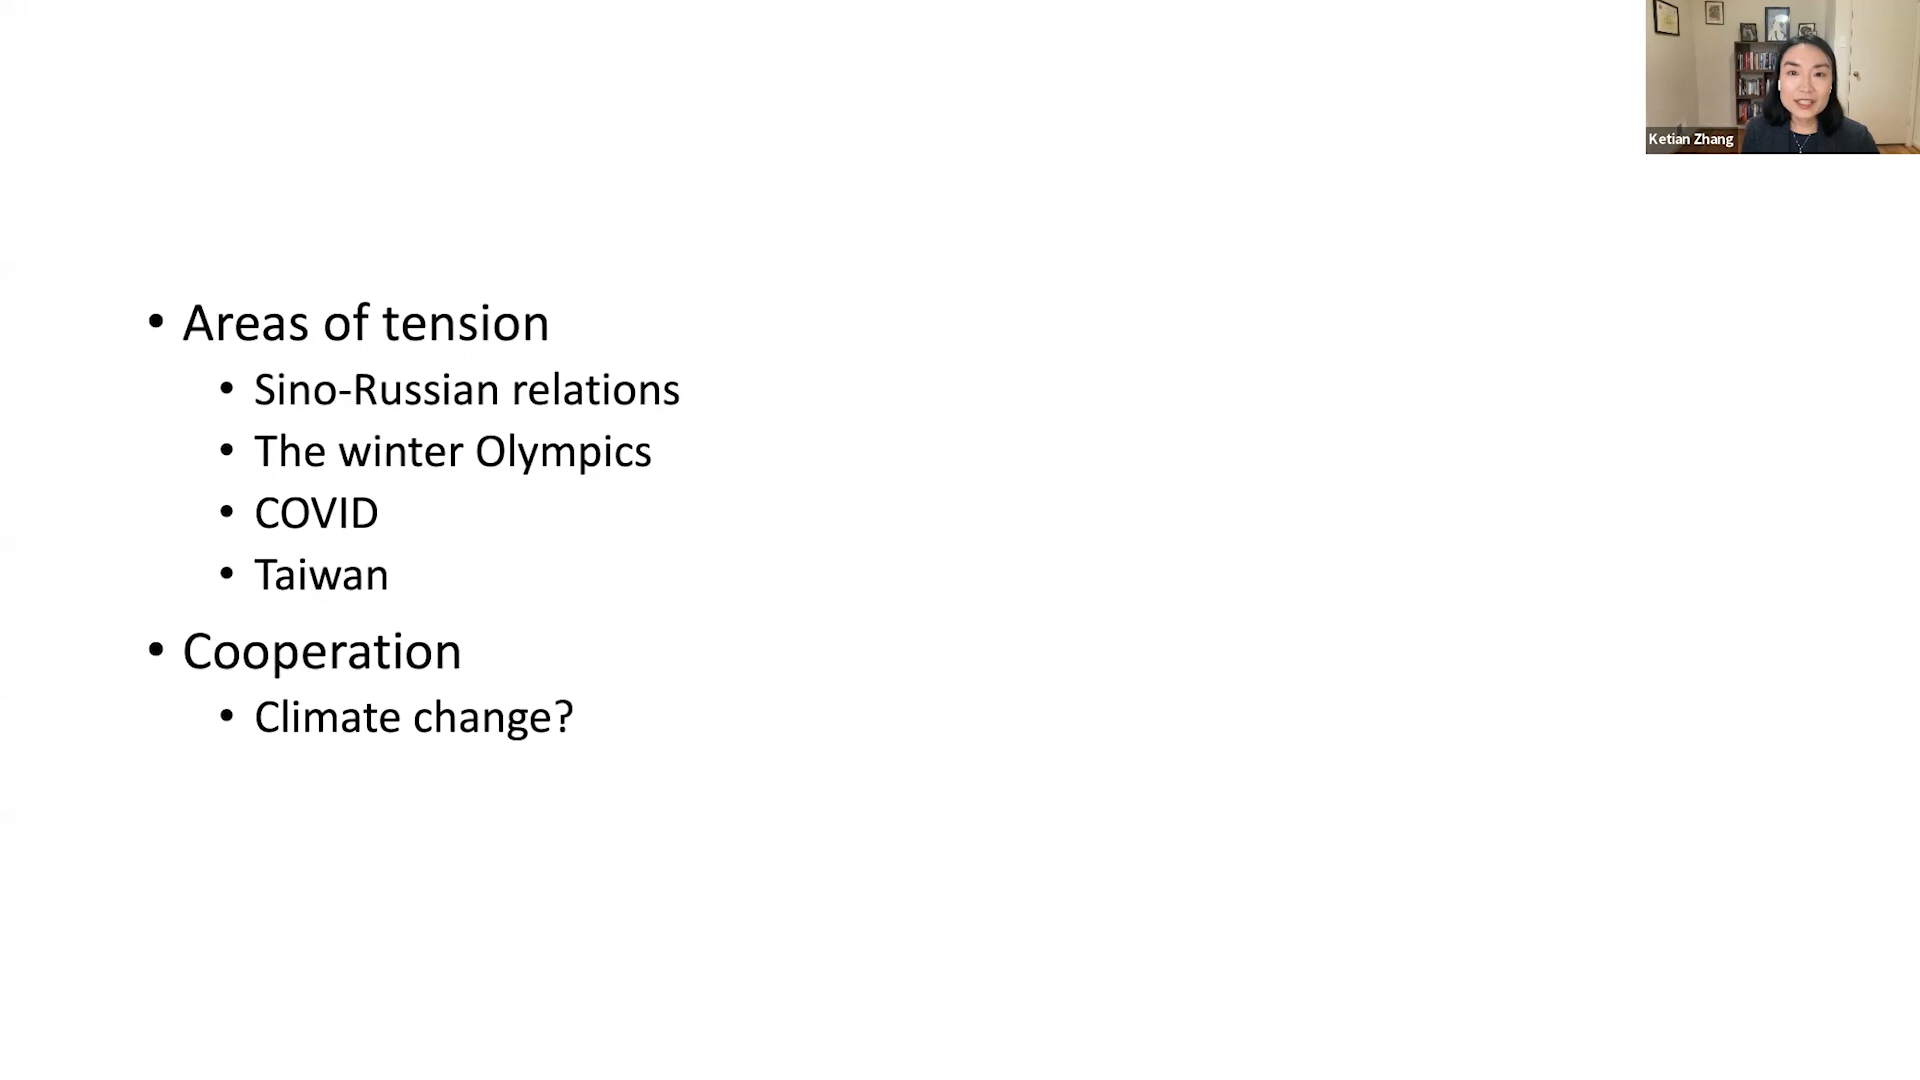 Ketian Zhang
• Areas of tension
• Sino-Russian relations
• The winter Olympics
• COVID
• Taiwan
• Cooperation
• Climate change?